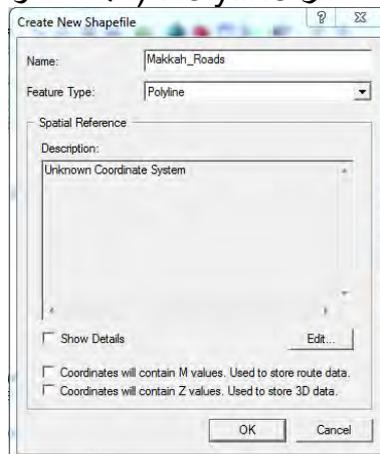 Create New Shapefile
Name:
Makkah_Roads
Feature Type:
Polyline
Spatial Reference
Description:
Unknown Coordinate System
Show Details
Edit...
Coordinates will contain M values. Used to store route data.
Coordinates will contain Z values. Used to store 3D data.
OK
Cancel